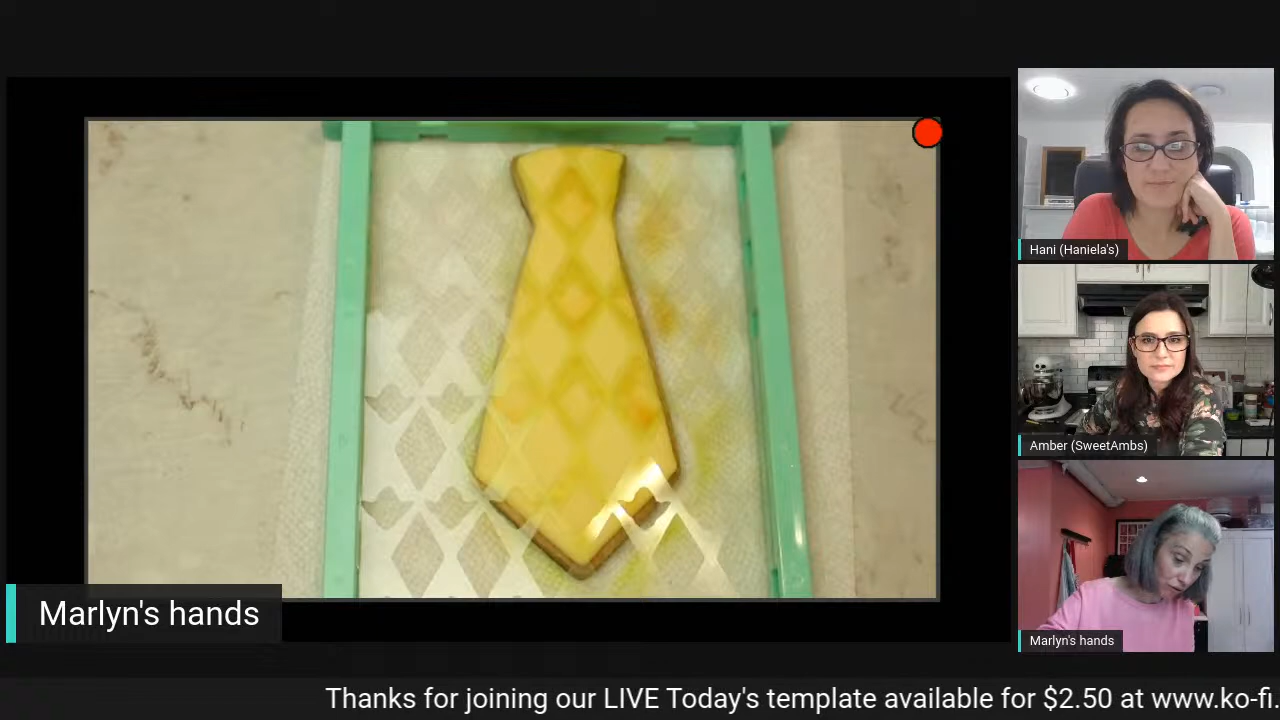 Hani (Haniela's)
Amber (SweetAmbs)
Marlyn's hands
Marlyn's hands
Thanks for joining our LIVE Today's template available for $2.50 at www.ko-fi.